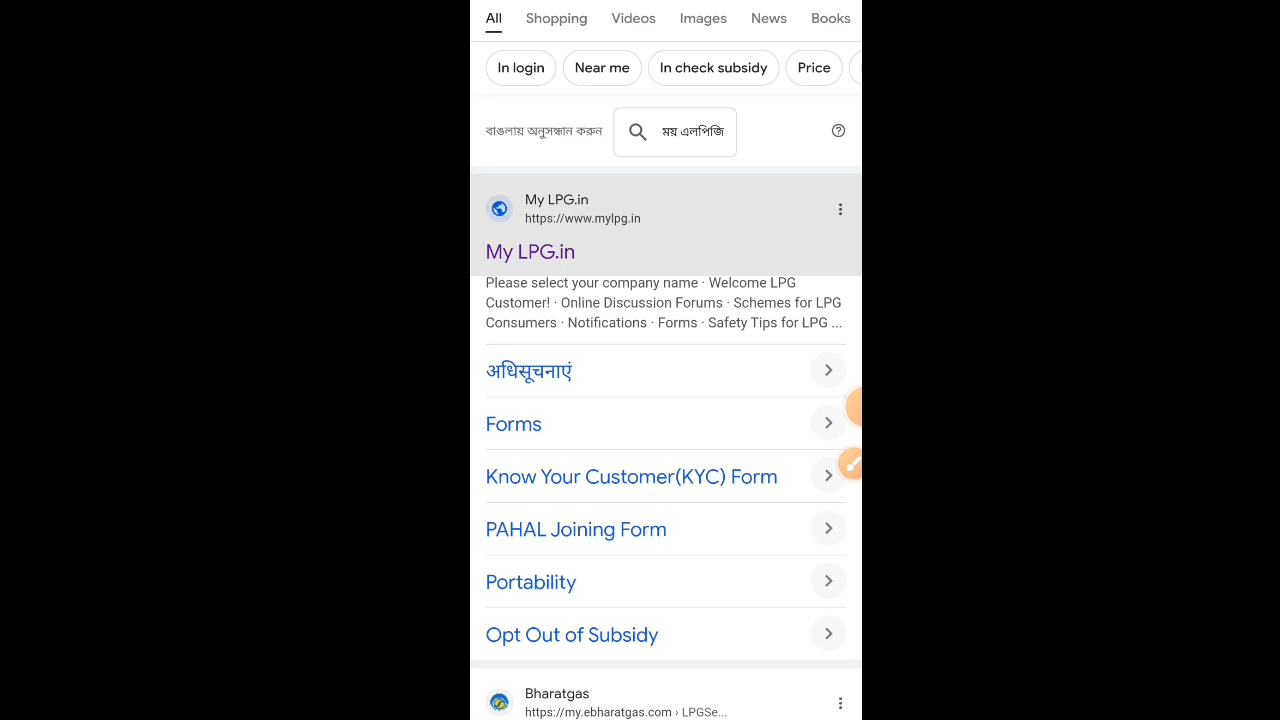 All Shopping Videos Images News Books
In login Near me In check subsidy Price
বাঙলায় অনুসন্ধান করুন ময় এলপিজি
My LPG.in
https://www.mylpg.in
My LPG.in
Please select your company name · Welcome LPG
Customer! · Online Discussion Forums · Schemes for LPG
Consumers · Notifications · Forms · Safety Tips for LPG ...
अधिसूचनाएं
Forms
Know Your Customer(KYC) Form
PAHAL Joining Form
Portability
Opt Out of Subsidy
Bharatgas
https://my.ebharatgas.com › LPGSe...